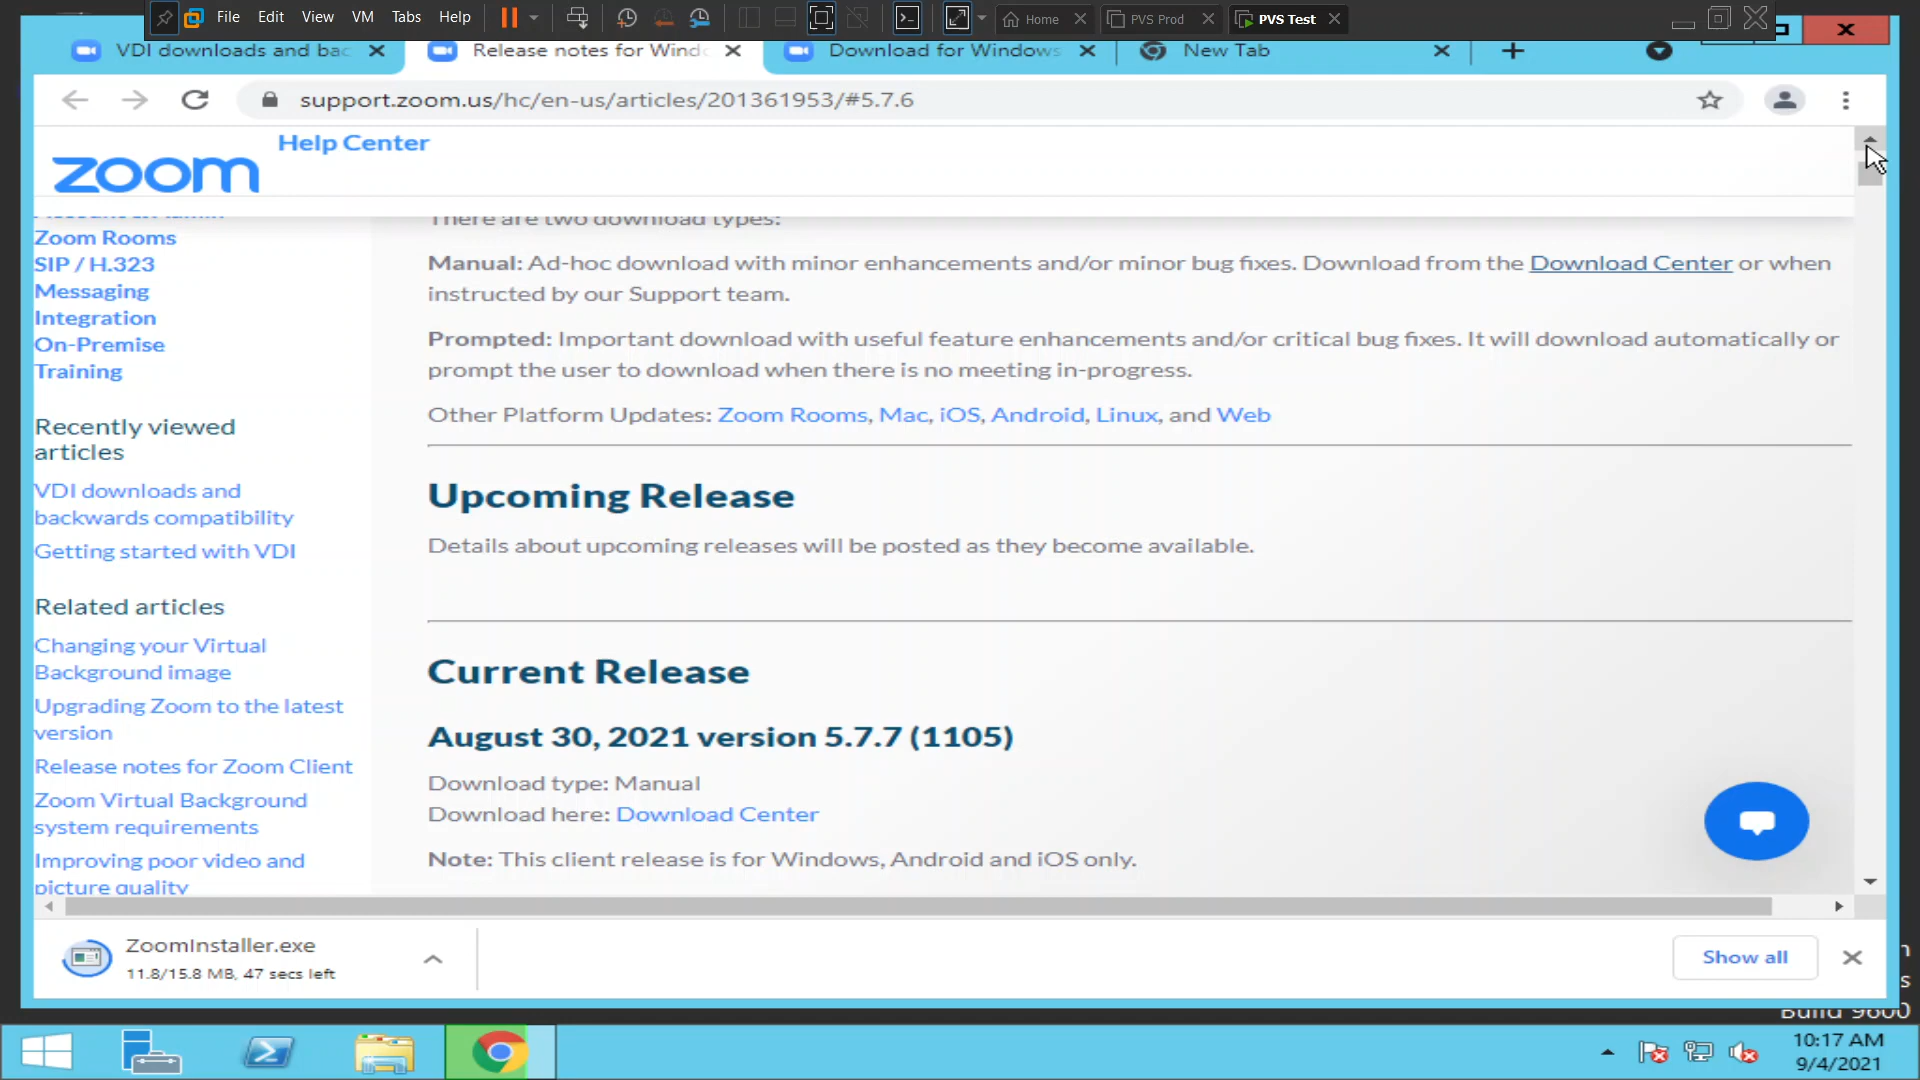 File Edit View VM Tabs Help Home PVS Prod PVS Test
VDI downloads and bac Release notes for Windo Download for Windows New Tab
support.zoom.us/hc/en-us/articles/201361953/#5.7.6
zoom
Help Center
Zoom Rooms
SIP / H.323
Messaging
Integration
On-Premise
Training
Recently viewed
articles
VDI downloads and
backwards compatibility
Getting started with VDI
Related articles
Changing your Virtual
Background image
Upgrading Zoom to the latest
version
Release notes for Zoom Client
Zoom Virtual Background
system requirements
Improving poor video and
picture quality
There are two download types:
Manual: Ad-hoc download with minor enhancements and/or minor bug fixes. Download from the Download Center or when
instructed by our Support team.
Prompted: Important download with useful feature enhancements and/or critical bug fixes. It will download automatically or
prompt the user to download when there is no meeting in-progress.
Other Platform Updates: Zoom Rooms, Mac, iOS, Android, Linux, and Web
Upcoming Release
Details about upcoming releases will be posted as they become available.
Current Release
August 30, 2021 version 5.7.7 (1105)
Download type: Manual
Download here: Download Center
Note: This client release is for Windows, Android and iOS only.
ZoomInstaller.exe
11.8/15.8 MB, 47 secs left
Show all
Build 9600
10:17 AM
9/4/2021